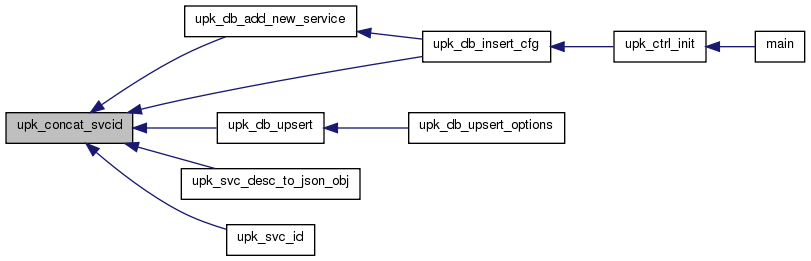 upk_db_add_new_service
upk_db_insert_cfg
upk_ctrl_init
main
upk_concat_svcid
upk_db_upsert
upk_db_upsert_options
upk_svc_desc_to_json_obj
upk_svc_id